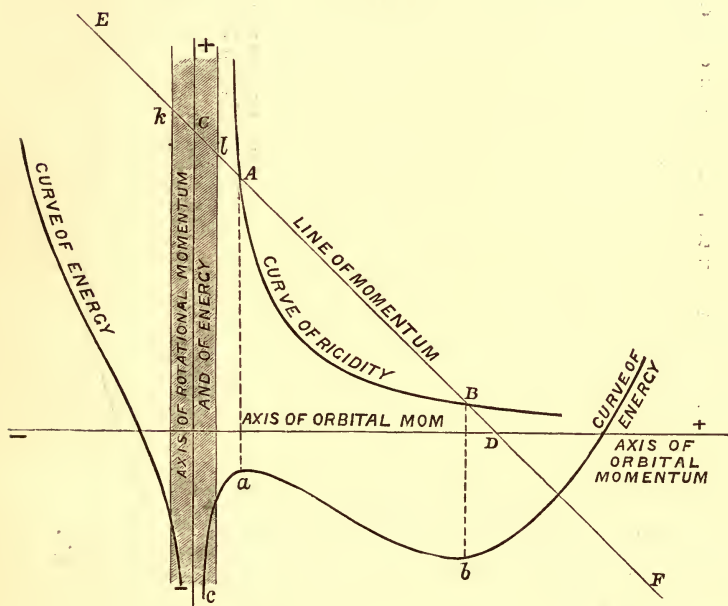 E
+
k
C
l
A
CURVE OF ENERGY
AXIS OF ROTATIONAL MOMENTUM
AND OF ENERGY
LINE OF MOMENTUM
CURVE OF RIGIDITY
B
CURVE OF
ENERGY
−
AXIS OF ORBITAL MOM
D
+
AXIS OF
ORBITAL
MOMENTUM
a
b
−
c
F